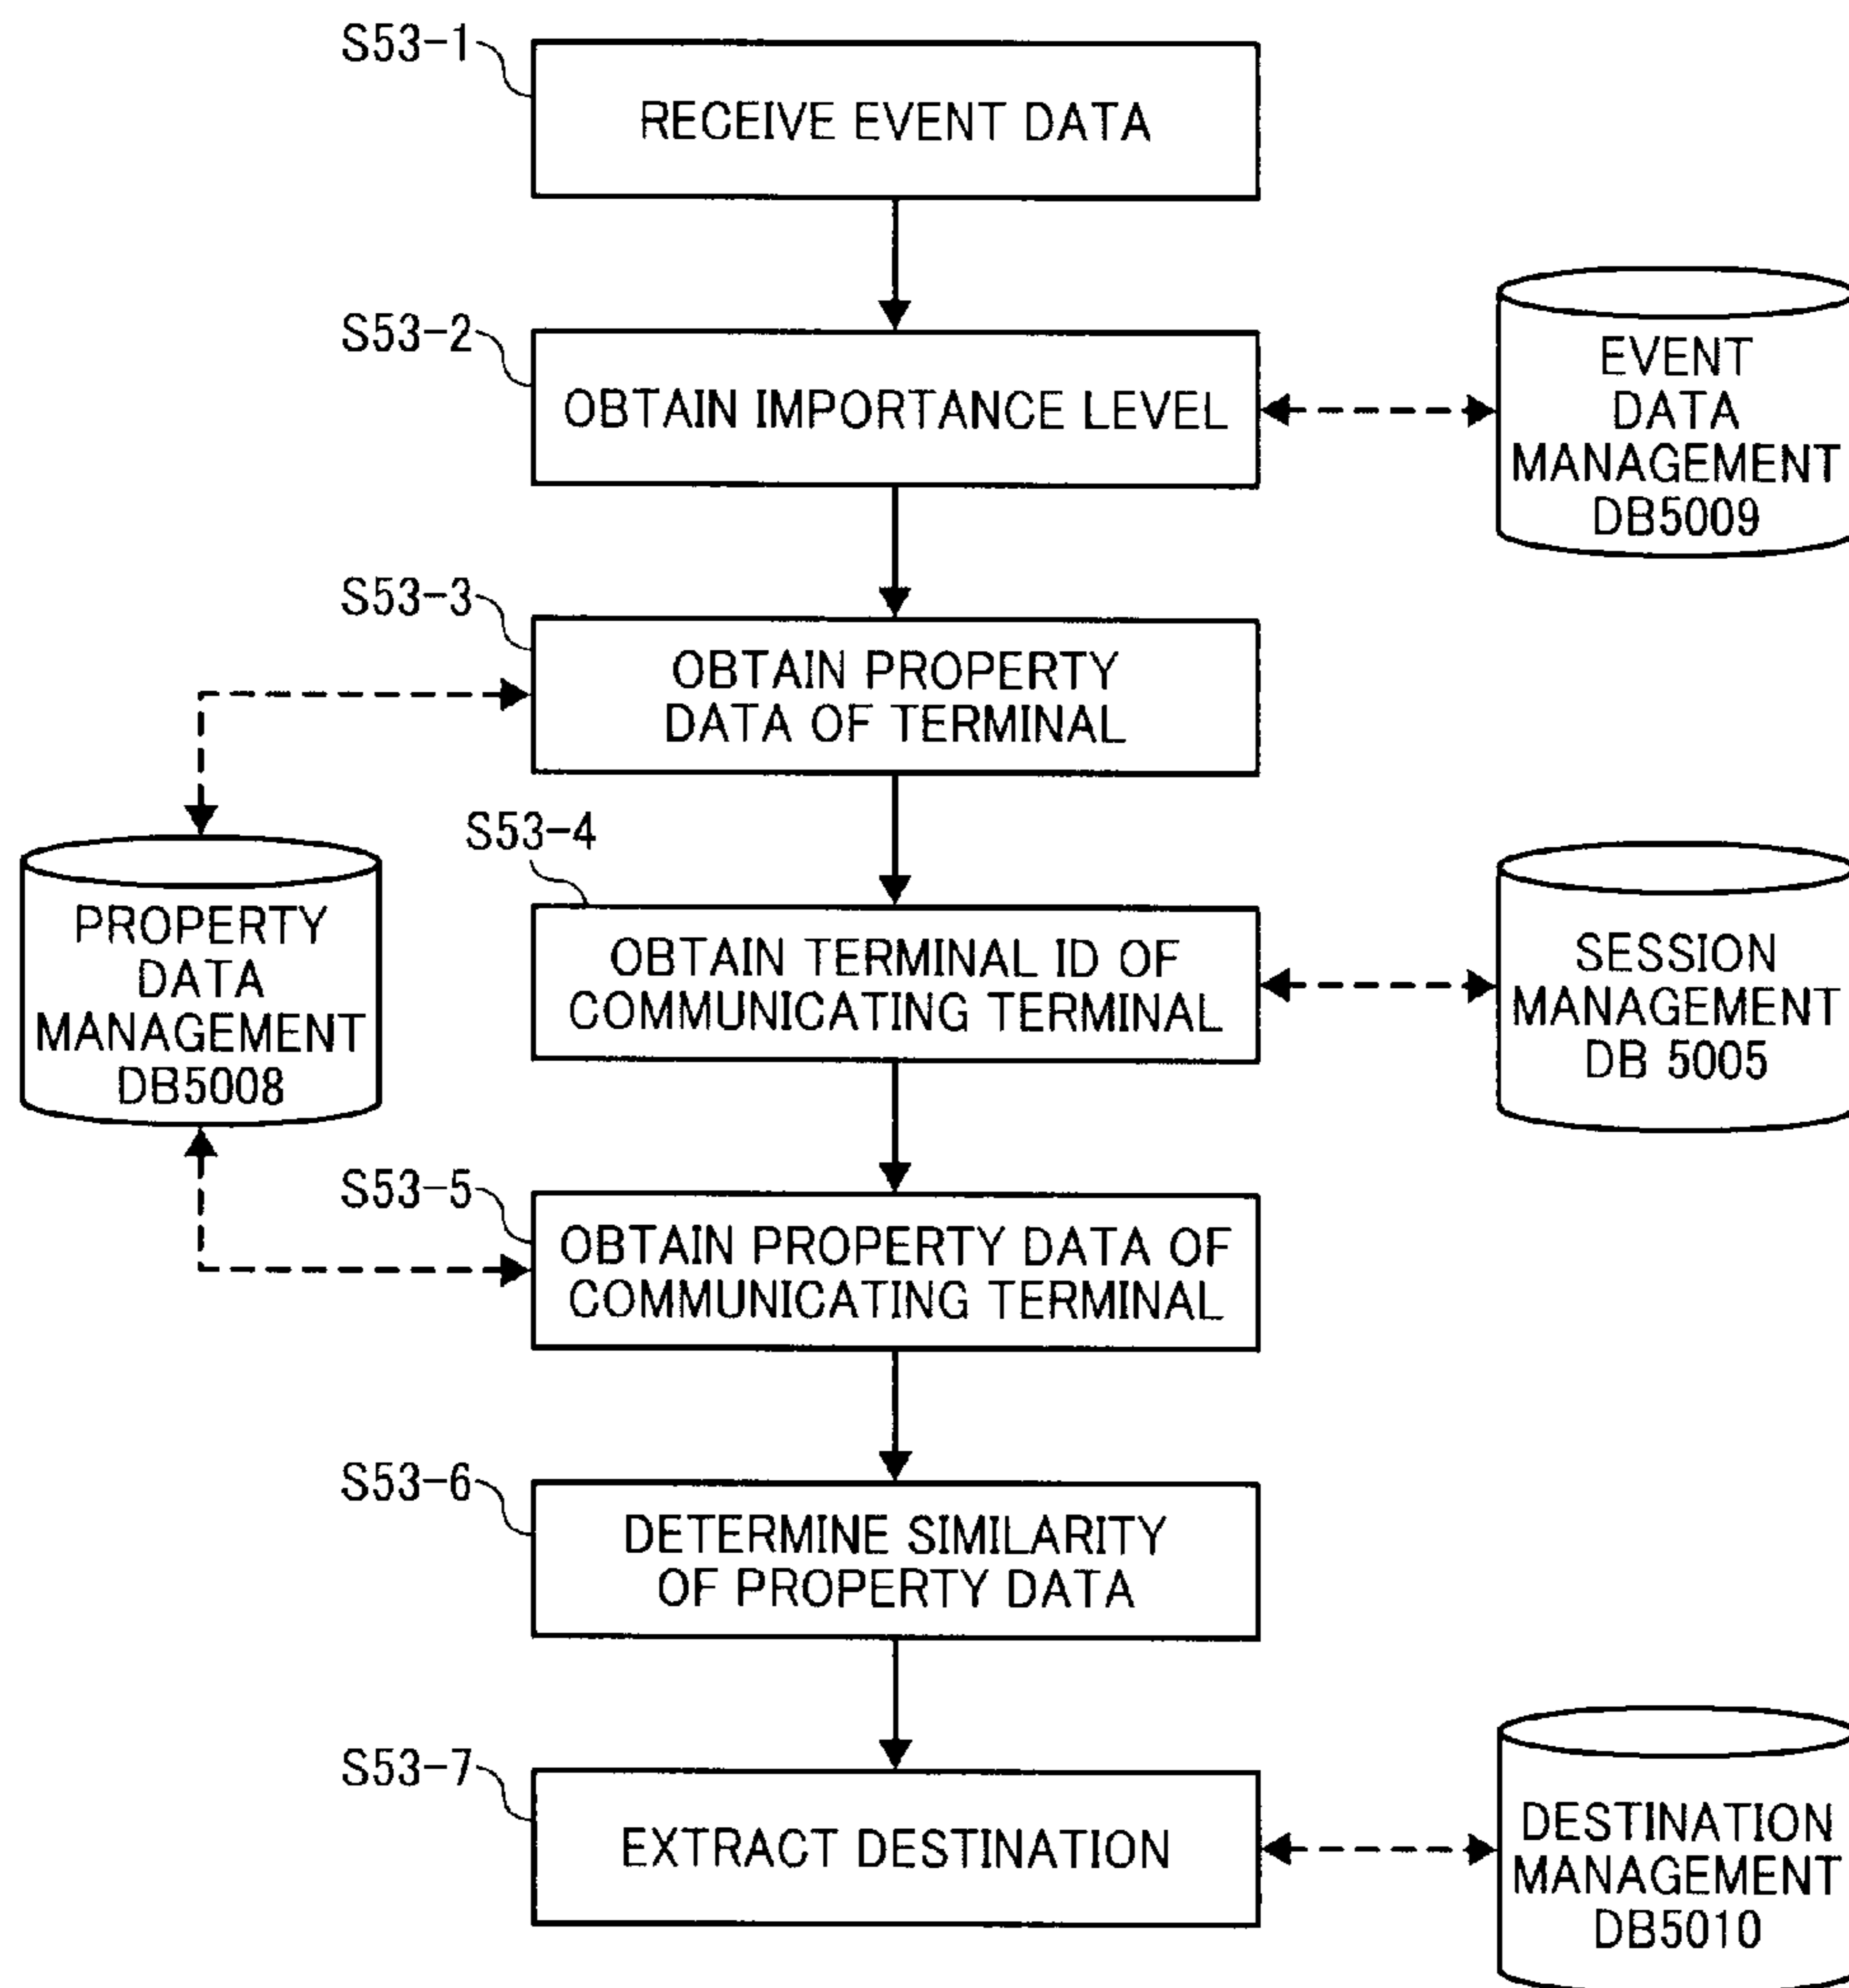 S53-1
RECEIVE EVENT DATA
S53-2
OBTAIN IMPORTANCE LEVEL
EVENT
DATA
MANAGEMENT
DB5009
S53-3
OBTAIN PROPERTY
DATA OF TERMINAL
S53-4
PROPERTY
DATA
MANAGEMENT
DB5008
OBTAIN TERMINAL ID OF
COMMUNICATING TERMINAL
SESSION
MANAGEMENT
DB 5005
S53-5
OBTAIN PROPERTY DATA OF
COMMUNICATING TERMINAL
S53-6
DETERMINE SIMILARITY
OF PROPERTY DATA
S53-7
EXTRACT DESTINATION
DESTINATION
MANAGEMENT
DB5010